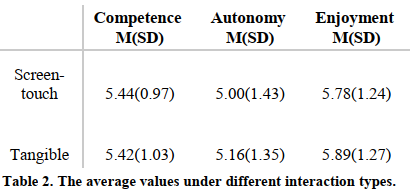 Competence Autonomy Enjoyment
M(SD) M(SD) M(SD)
Screen-
touch 5.44(0.97) 5.00(1.43) 5.78(1.24)
Tangible 5.42(1.03) 5.16(1.35) 5.89(1.27)
Table 2. The average values under different interaction types.